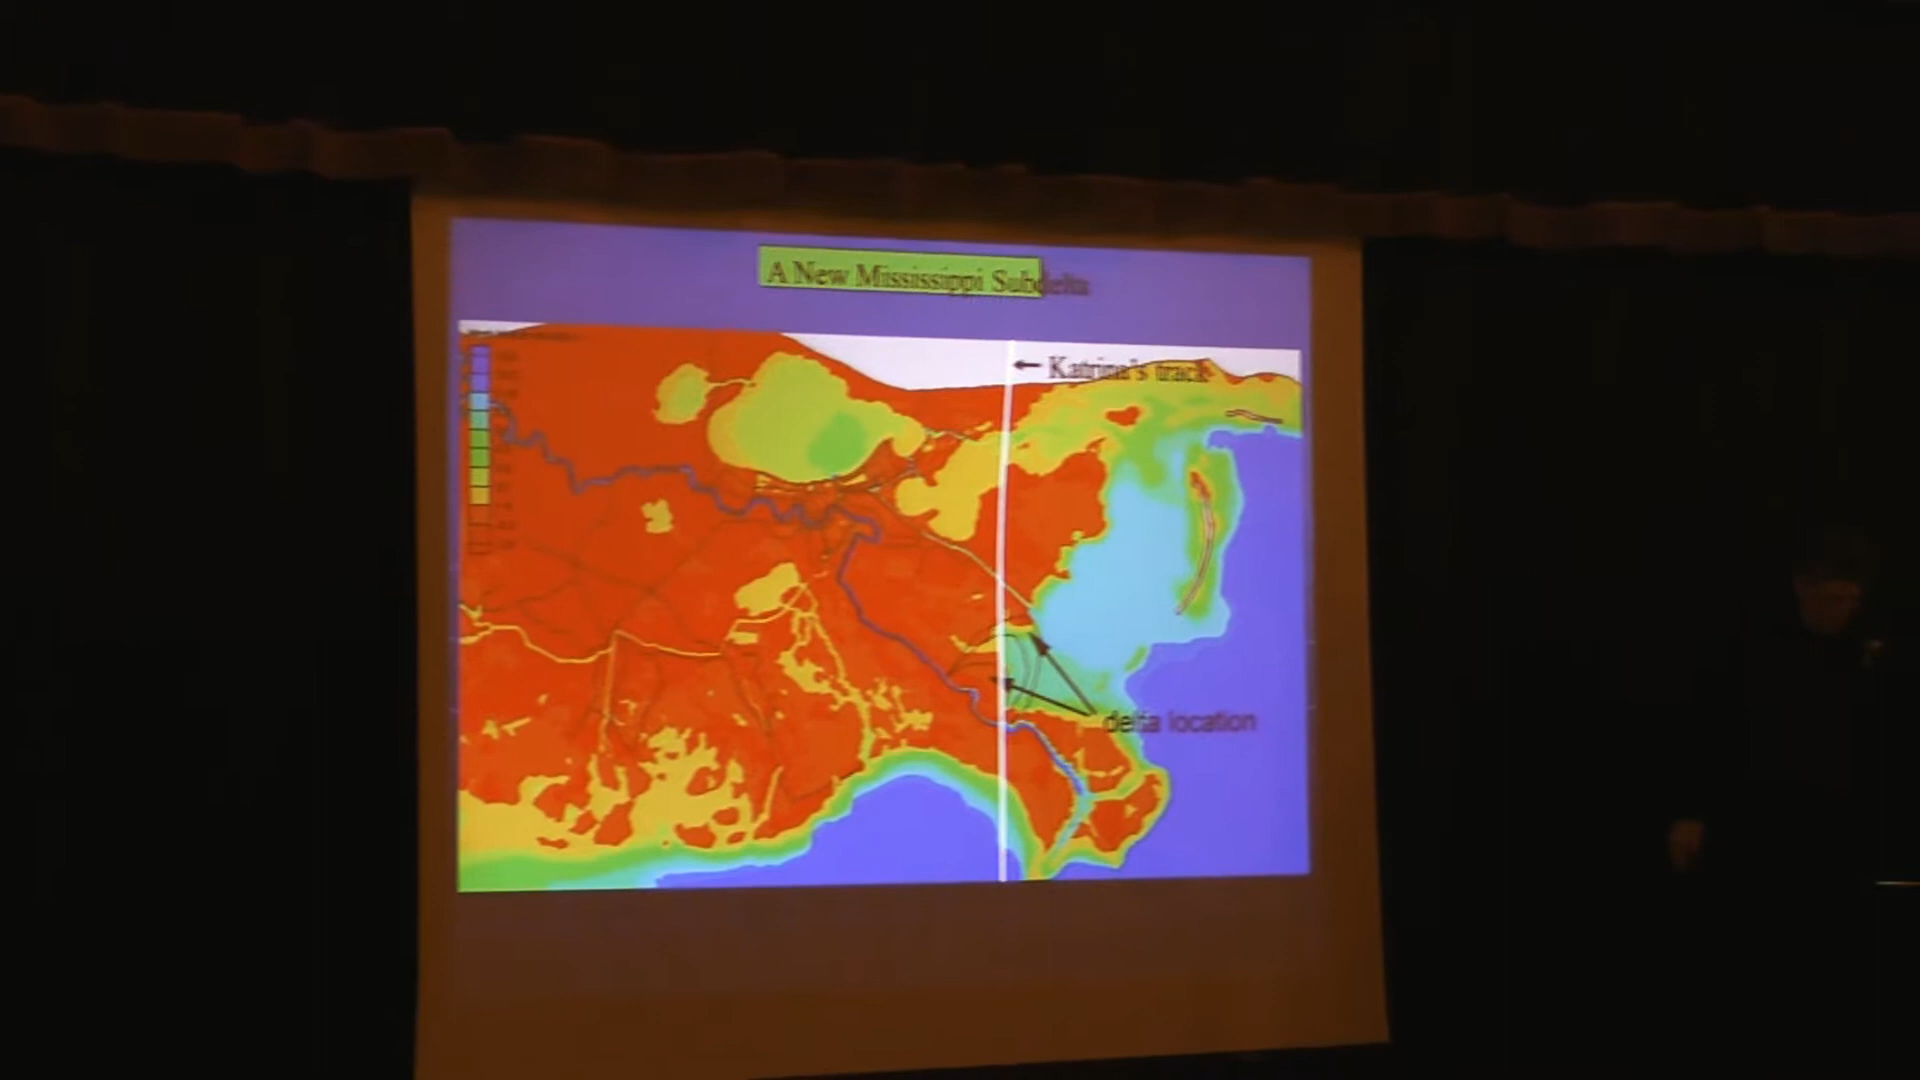 A New Mississippi Subdelta
← Katrina's track
delta location